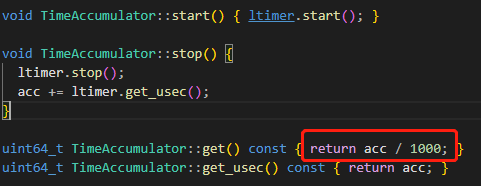 void TimeAccumulator::start() { ltimer.start(); }
void TimeAccumulator::stop() {
ltimer.stop();
acc += ltimer.get_usec();
}
uint64_t TimeAccumulator::get() const { return acc / 1000; }
uint64_t TimeAccumulator::get_usec() const { return acc; }